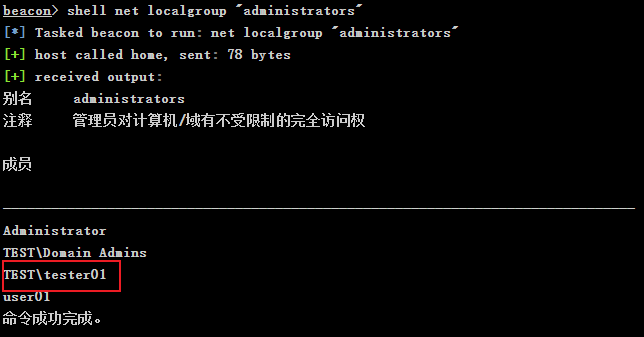 beacon> shell net localgroup "administrators"
[*] Tasked beacon to run: net localgroup "administrators"
[+] host called home, sent: 78 bytes
[+] received output:
别名 administrators
注释 管理员对计算机/域有不受限制的完全访问权
成员
Administrator
TEST\Domain Admins
TEST\tester01
user01
命令成功完成。